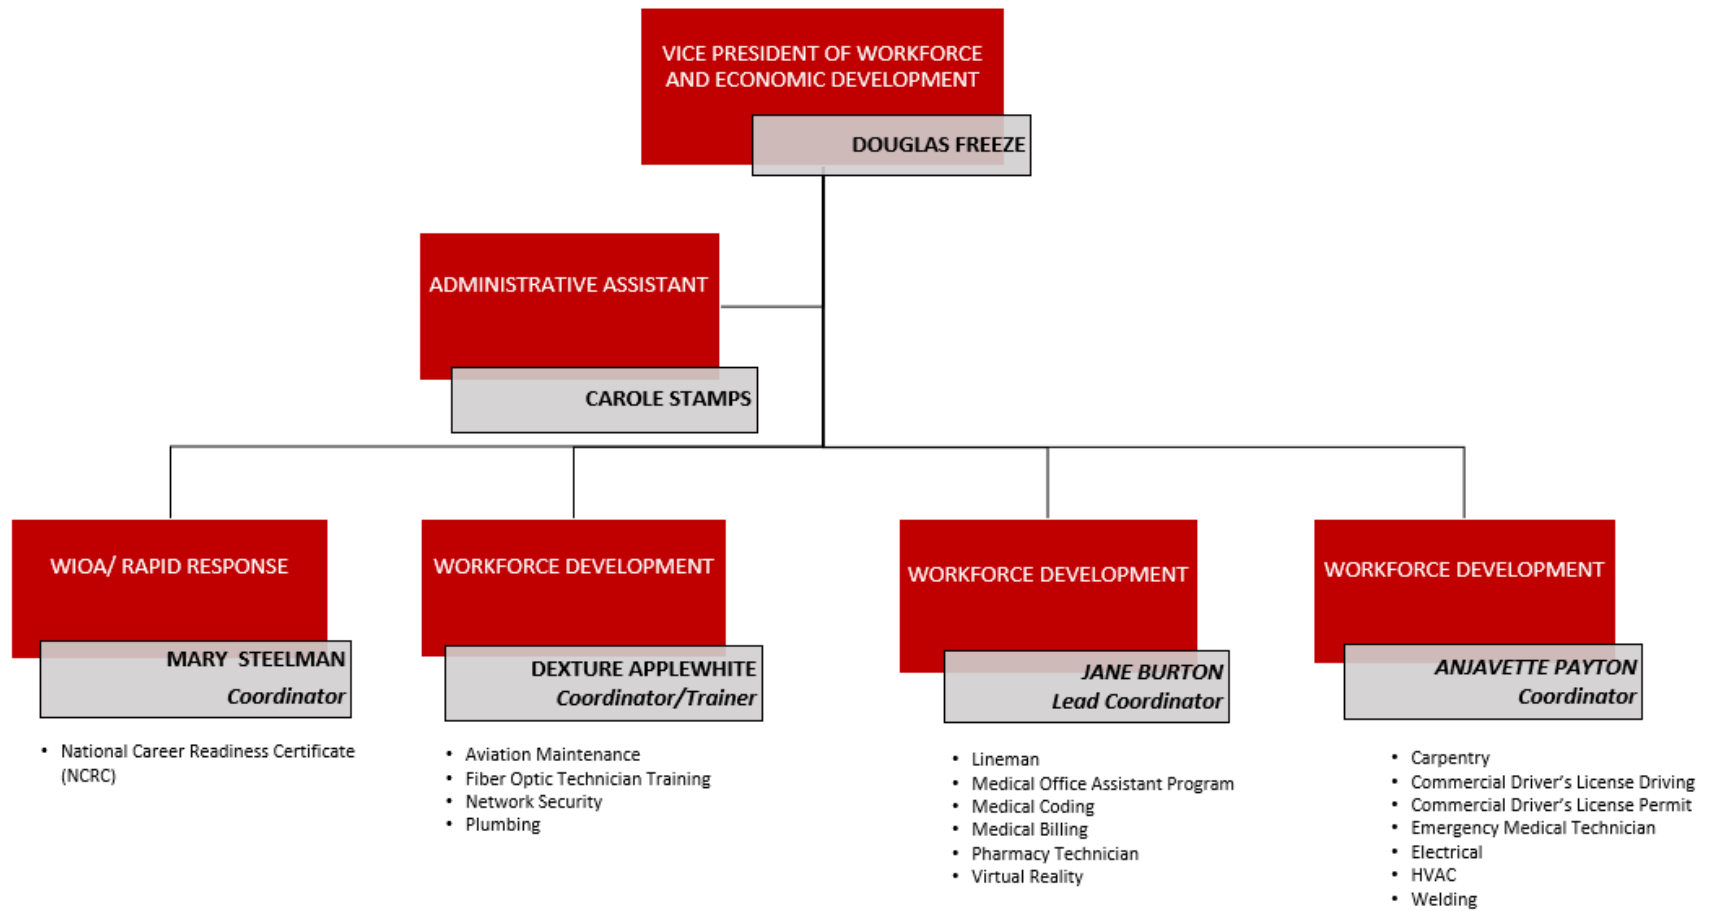 VICE PRESIDENT OF WORKFORCE
AND ECONOMIC DEVELOPMENT
DOUGLAS FREEZE
ADMINISTRATIVE ASSISTANT
CAROLE STAMPS
WIOA/ RAPID RESPONSE
MARY STEELMAN
Coordinator
• National Career Readiness Certificate
(NCRC)
WORKFORCE DEVELOPMENT
DEXTURE APPLEWHITE
Coordinator/Trainer
• Aviation Maintenance
• Fiber Optic Technician Training
• Network Security
• Plumbing
WORKFORCE DEVELOPMENT
JANE BURTON
Lead Coordinator
• Lineman
• Medical Office Assistant Program
• Medical Coding
• Medical Billing
• Pharmacy Technician
• Virtual Reality
WORKFORCE DEVELOPMENT
ANJAVETTE PAYTON
Coordinator
• Carpentry
• Commercial Driver’s License Driving
• Commercial Driver’s License Permit
• Emergency Medical Technician
• Electrical
• HVAC
• Welding